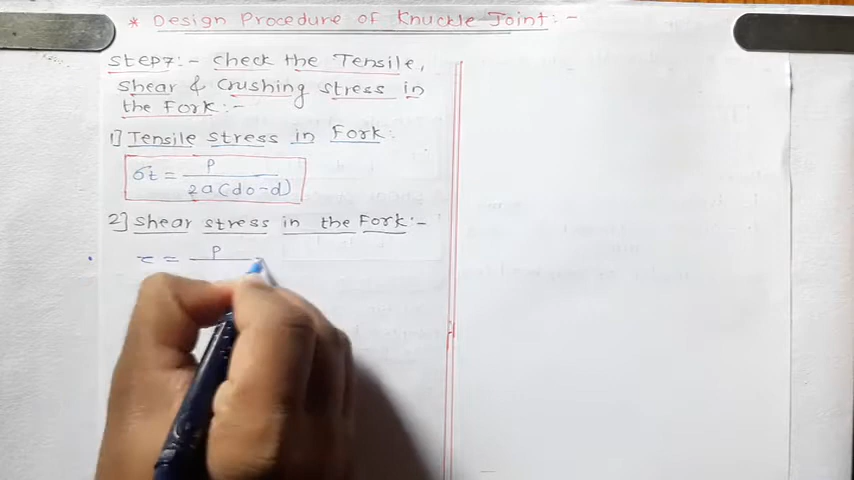 * Design Procedure of Knuckle Joint:-
STEP7:- check the Tensile,
shear & Crushing stress in
the Fork:-
1] Tensile stress in Fork:
σt = P / 2a(do-d)
2] Shear stress in the Fork:-
τ = P